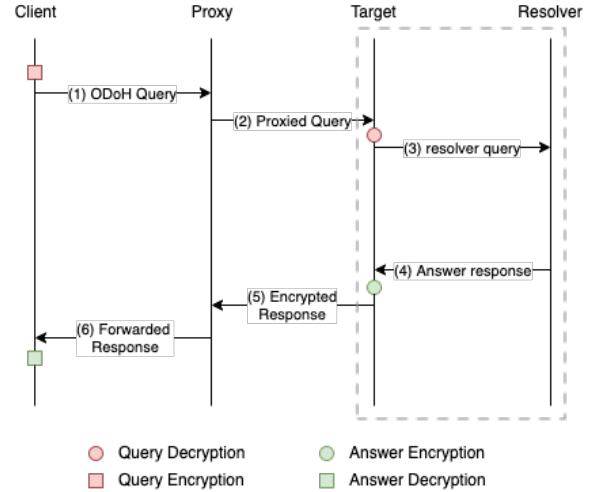 Client
Proxy
Target
Resolver
(1) ODoH Query
(2) Proxied Query
(3) resolver query
(4) Answer response
(5) Encrypted
Response
(6) Forwarded
Response
Query Decryption
Answer Encryption
Query Encryption
Answer Decryption